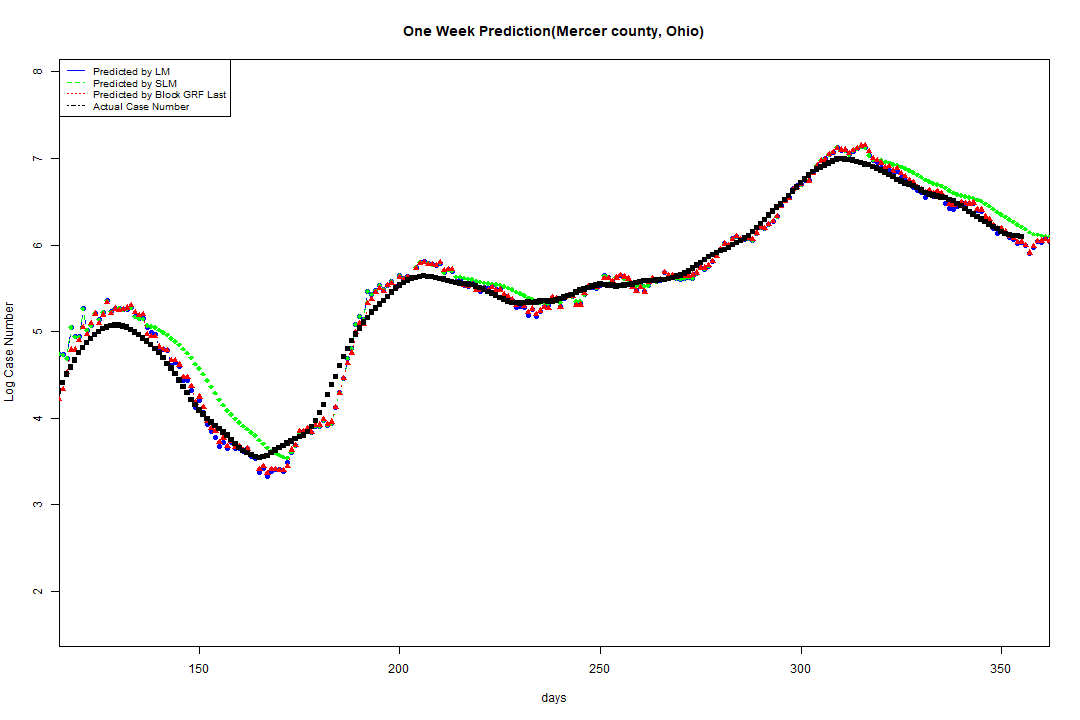 One Week Prediction(Mercer county, Ohio)
Predicted by LM
Predicted by SLM
Predicted by Block GRF Last
Actual Case Number
8
7
6
5
4
3
2
Log Case Number
150 200 250 300 350
days